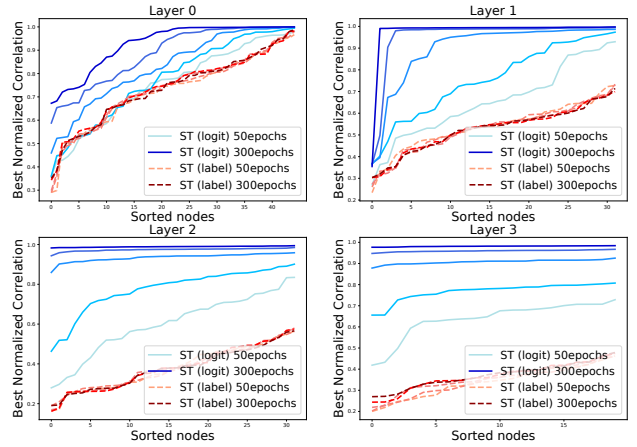 Layer 0
Best Normalized Correlation
1.0
0.9
0.8
0.7
0.6
0.5
0.4
0.3
0 5 10 15 20 25 30 35 40
Sorted nodes
ST (logit) 50epochs
ST (logit) 300epochs
ST (label) 50epochs
ST (label) 300epochs
Layer 1
Best Normalized Correlation
1.0
0.9
0.8
0.7
0.6
0.5
0.4
0.3
0.2
0 5 10 15 20 25 30
Sorted nodes
ST (logit) 50epochs
ST (logit) 300epochs
ST (label) 50epochs
ST (label) 300epochs
Layer 2
Best Normalized Correlation
1.0
0.8
0.6
0.4
0.2
0 5 10 15 20 25 30
Sorted nodes
ST (logit) 50epochs
ST (logit) 300epochs
ST (label) 50epochs
ST (label) 300epochs
Layer 3
Best Normalized Correlation
1.0
0.9
0.8
0.7
0.6
0.5
0.4
0.3
0.2
0 5 10 15
Sorted nodes
ST (logit) 50epochs
ST (logit) 300epochs
ST (label) 50epochs
ST (label) 300epochs